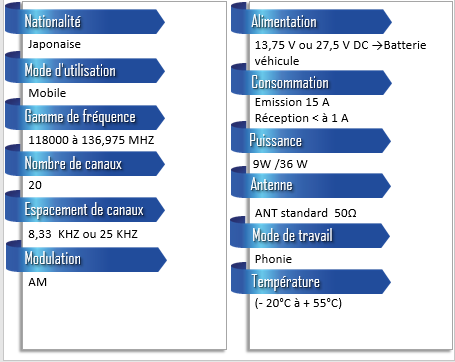 Nationalité
Japonaise
Mode d'utilisation
Mobile
Gamme de fréquence
118000 à 136,975 MHZ
Nombre de canaux
20
Espacement de canaux
8,33 KHZ ou 25 KHZ
Modulation
AM
Alimentation
13,75 V ou 27,5 V DC →Batterie
véhicule
Consommation
Emission 15 A
Réception < à 1 A
Puissance
9W /36 W
Antenne
ANT standard 50Ω
Mode de travail
Phonie
Température
(- 20°C à + 55°C)